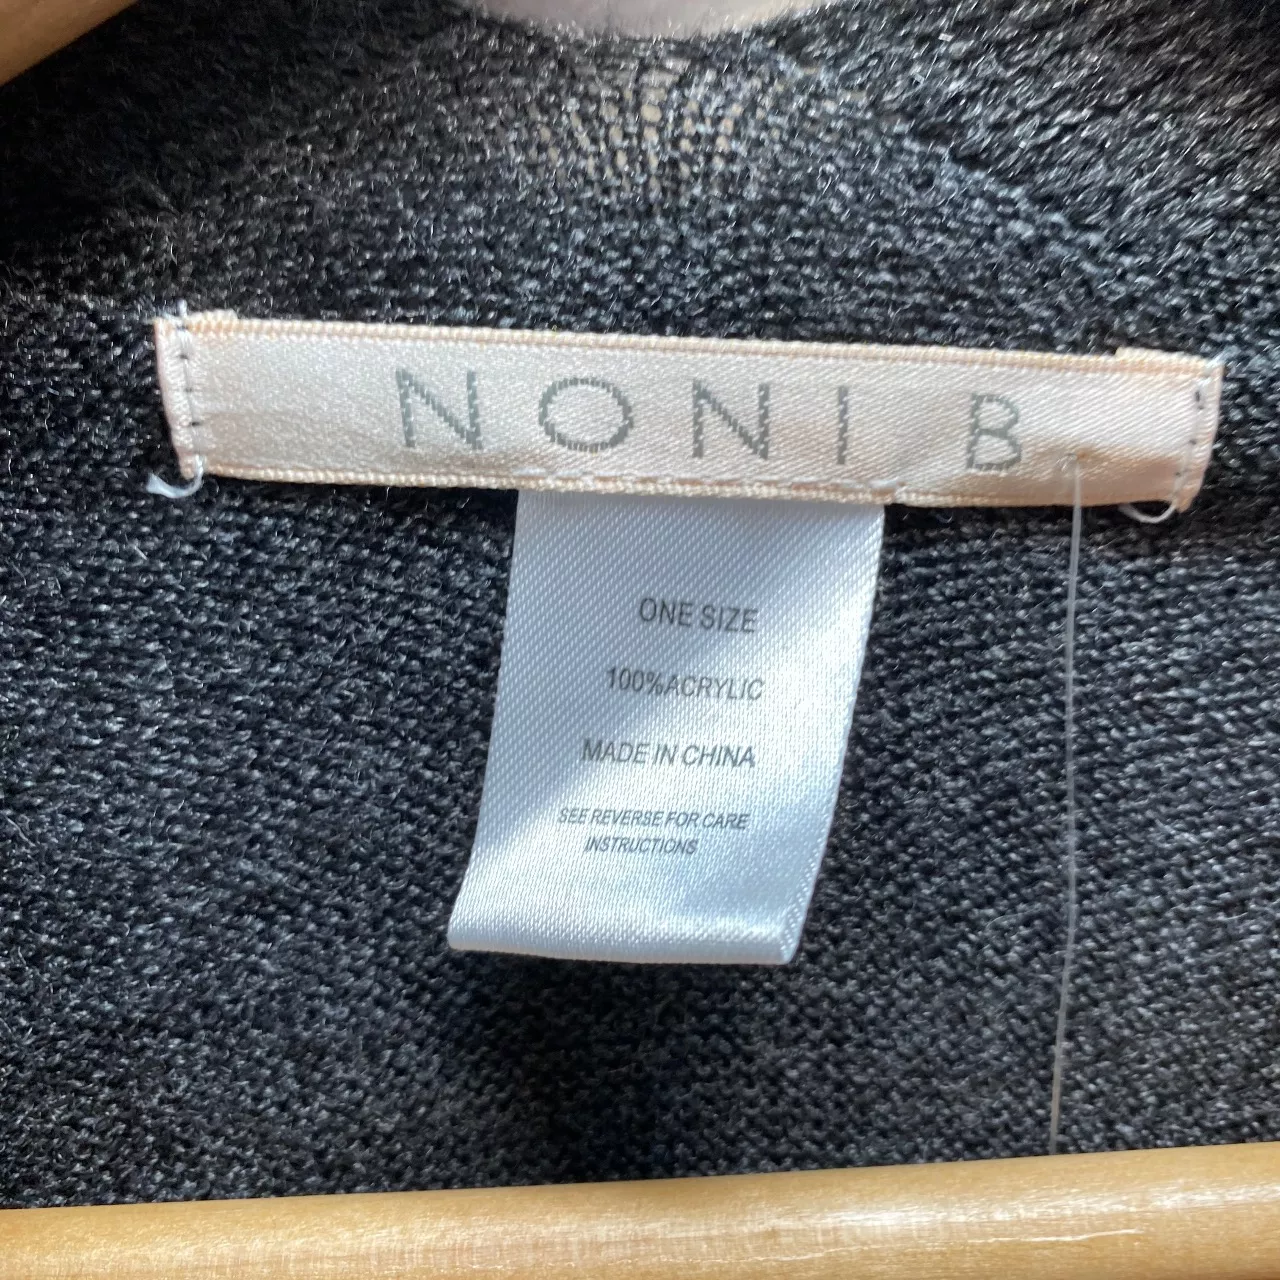 NONI B
ONE SIZE
100%ACRYLIC
MADE IN CHINA
SEE REVERSE FOR CARE
INSTRUCTIONS